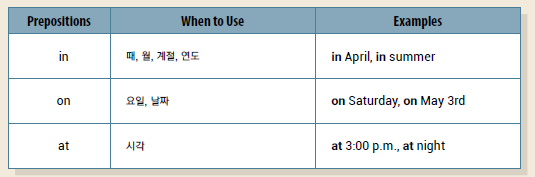 Prepositions When to Use Examples
in 때, 월, 계절, 연도 in April, in summer
on 요일, 날짜 on Saturday, on May 3rd
at 시각 at 3:00 p.m., at night